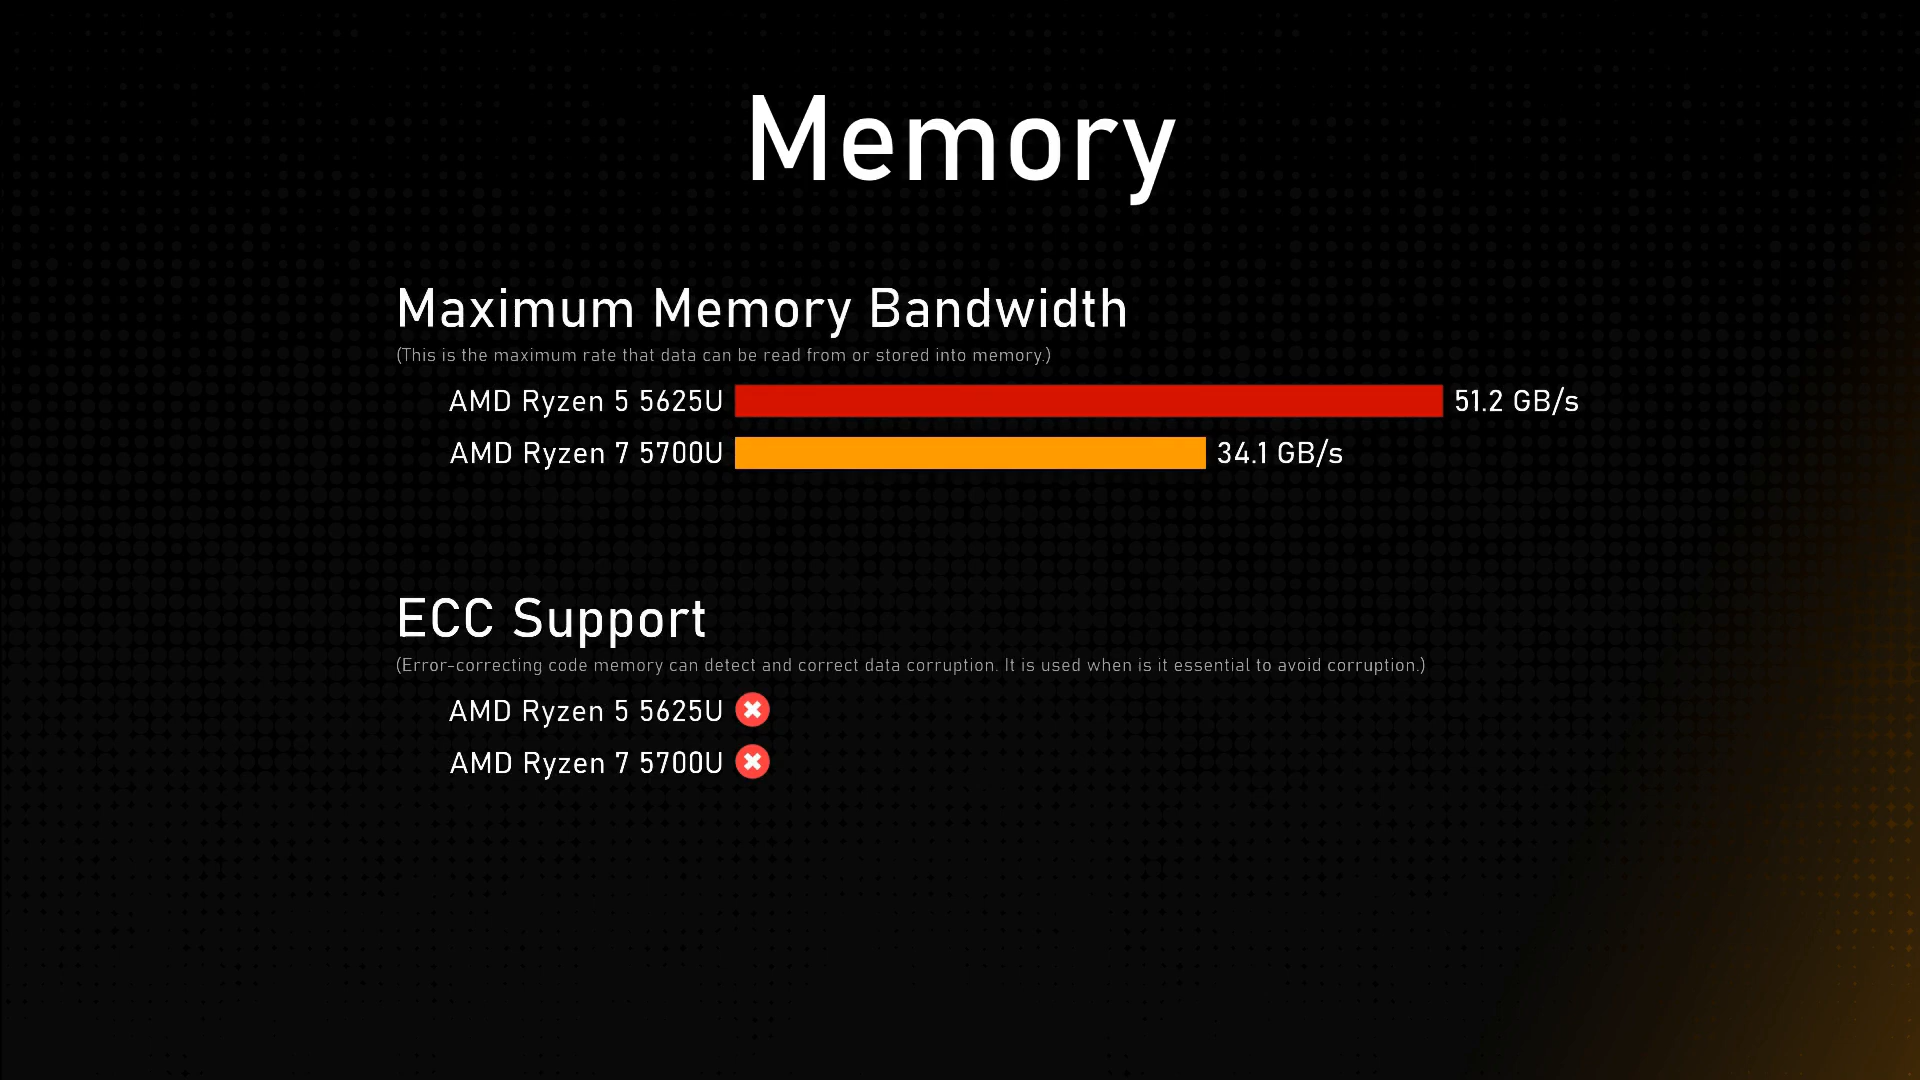 Memory
Maximum Memory Bandwidth
(This is the maximum rate that data can be read from or stored into memory.)
AMD Ryzen 5 5625U 51.2 GB/s
AMD Ryzen 7 5700U 34.1 GB/s
ECC Support
(Error-correcting code memory can detect and correct data corruption. It is used when is it essential to avoid corruption.)
AMD Ryzen 5 5625U
AMD Ryzen 7 5700U